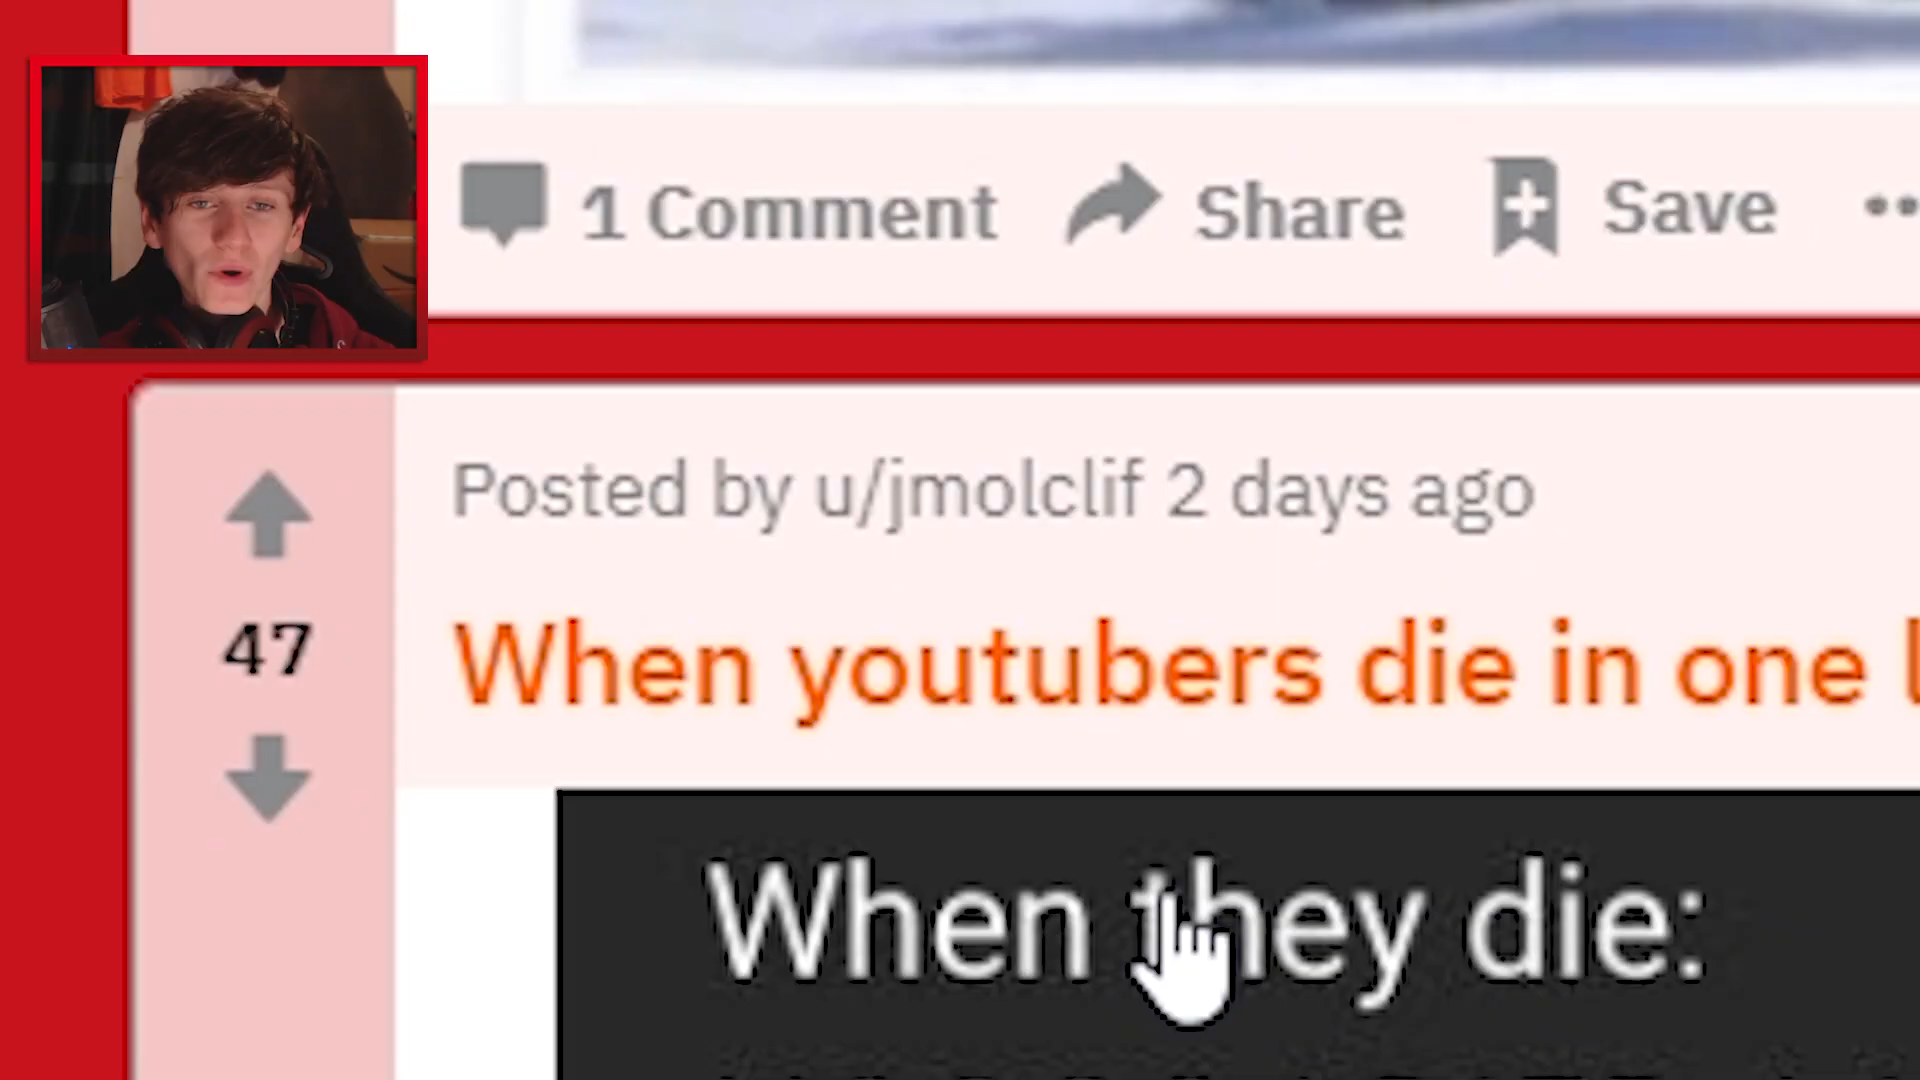 1 Comment Share Save
Posted by u/jmolclif 2 days ago
47
When youtubers die in one
When they die: